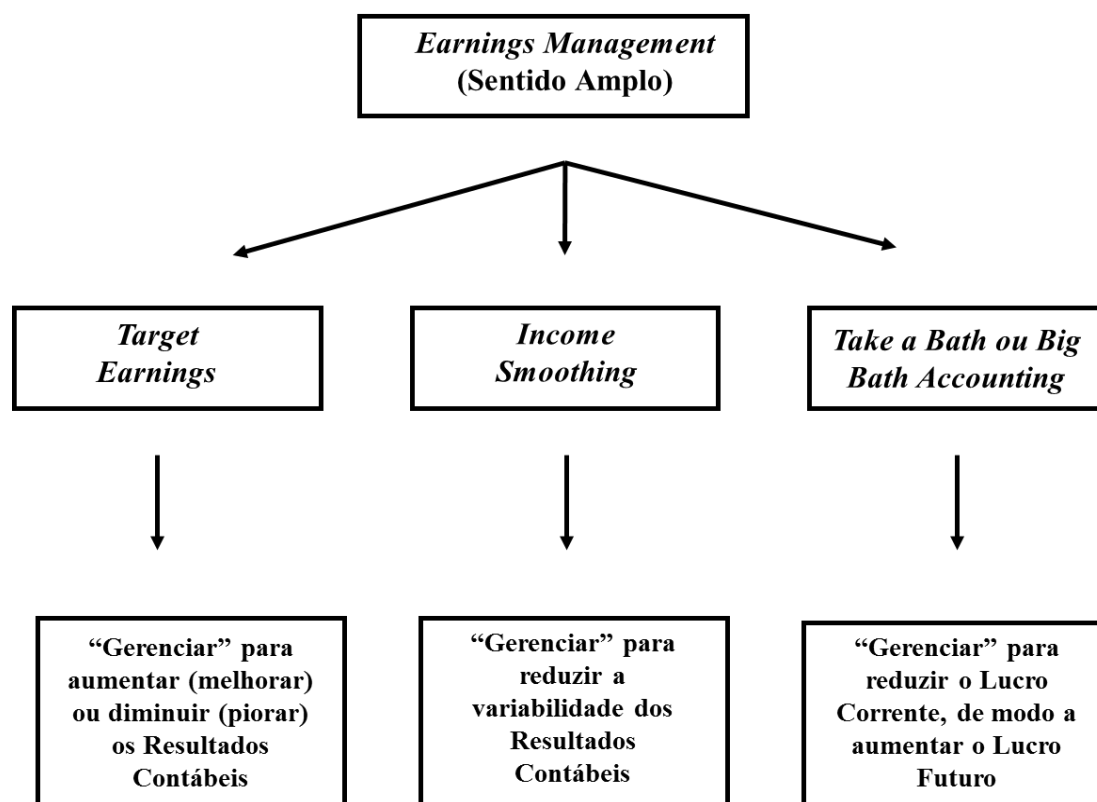 Earnings Management
(Sentido Amplo)
Target
Earnings
Income
Smoothing
Take a Bath ou Big
Bath Accounting
“Gerenciar” para
aumentar (melhorar)
ou diminuir (piorar)
os Resultados
Contábeis
“Gerenciar” para
reduzir a
variabilidade dos
Resultados
Contábeis
“Gerenciar” para
reduzir o Lucro
Corrente, de modo a
aumentar o Lucro
Futuro